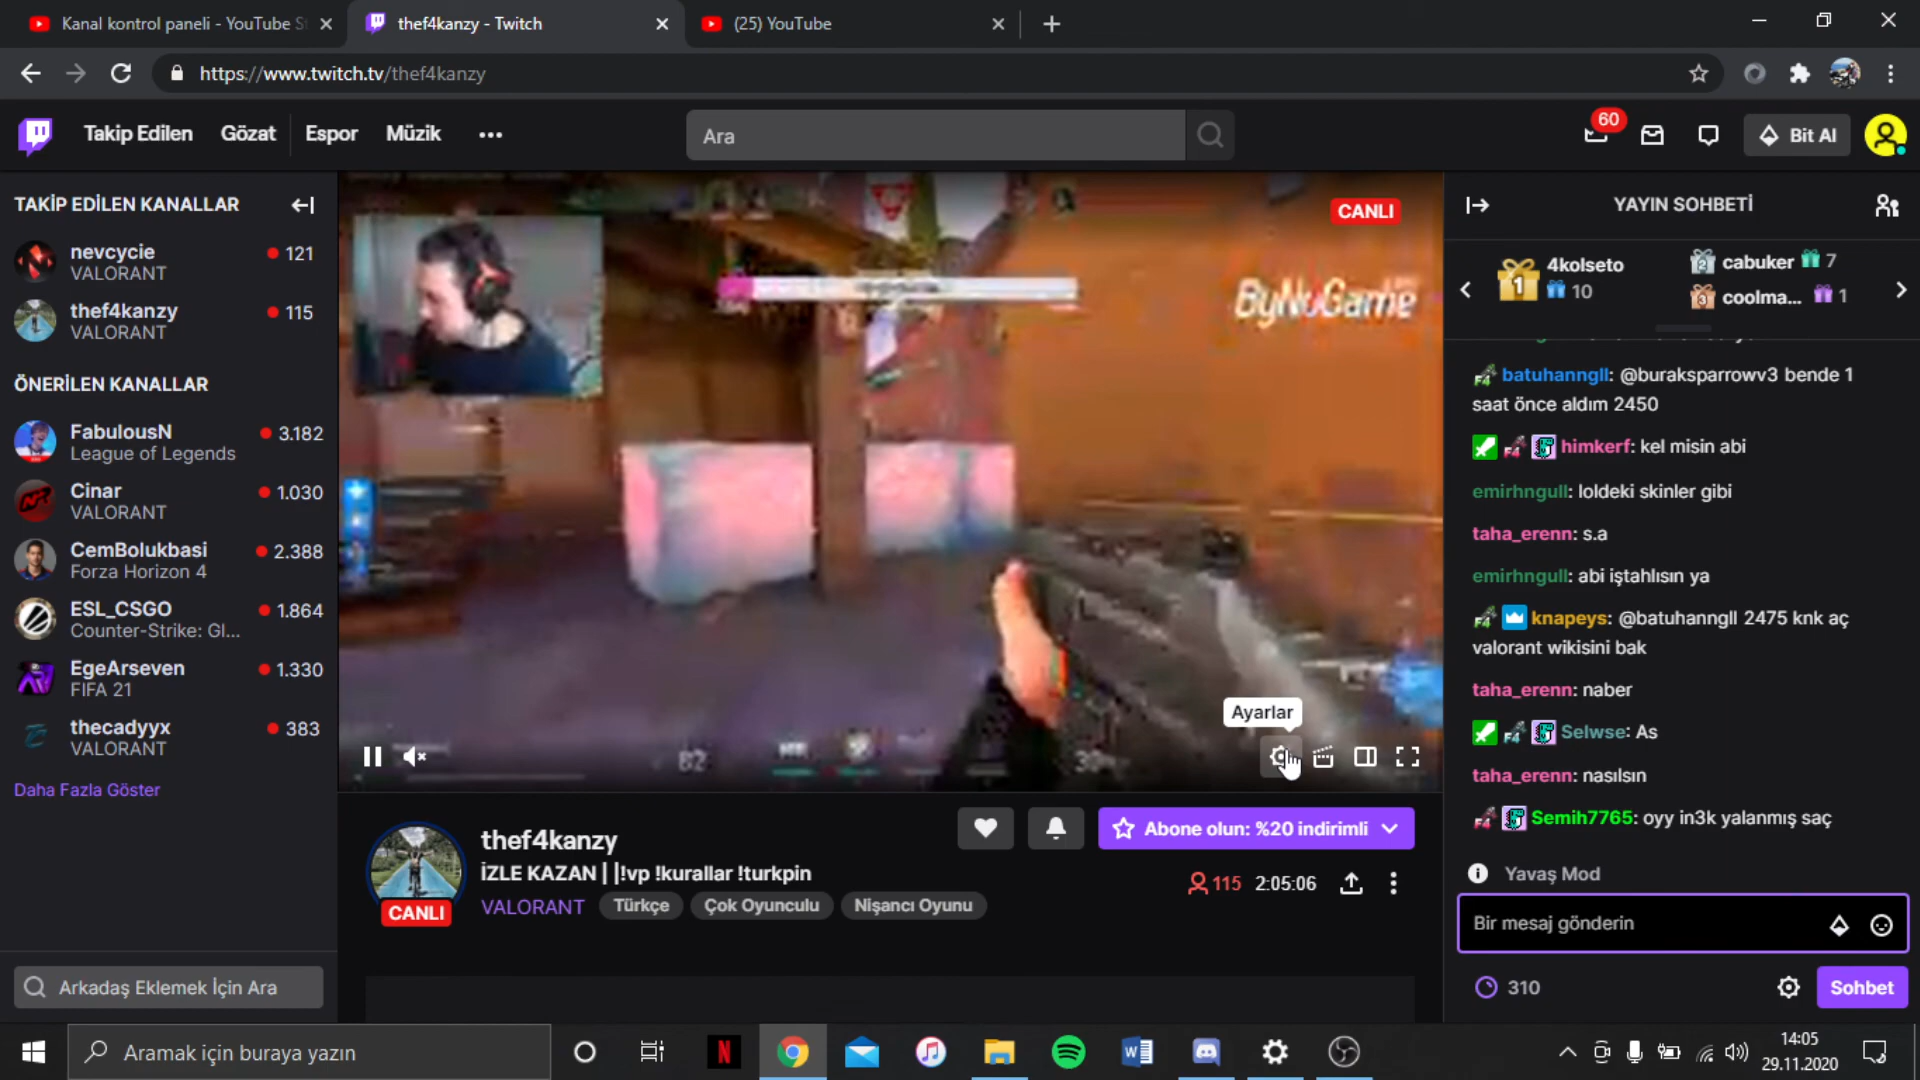 Kanal kontrol paneli - YouTube St
thef4kanzy - Twitch
(25) YouTube
https://www.twitch.tv/thef4kanzy
Takip Edilen
Gözat
Espor
Müzik
Ara
60
Bit Al
TAKİP EDİLEN KANALLAR
nevcycie
121
VALORANT
thef4kanzy
115
VALORANT
ÖNERİLEN KANALLAR
FabulousN
3.182
League of Legends
Cinar
1.030
VALORANT
CemBolukbasi
2.388
Forza Horizon 4
ESL_CSGO
1.864
Counter-Strike: Gl...
EgeArseven
1.330
FIFA 21
thecadyyx
383
VALORANT
Daha Fazla Göster
Arkadaş Eklemek İçin Ara
CANLI
ByNoGame
82
Ayarlar
thef4kanzy
İZLE KAZAN | |!vp !kurallar !turkpin
VALORANT
Türkçe
Çok Oyunculu
Nişancı Oyunu
CANLI
Abone olun: %20 indirimli
115
2:05:06
YAYIN SOHBETİ
1
4kolseto
10
2
cabuker
7
3
coolma...
1
batuhanngll: @buraksparrowv3 bende 1
saat önce aldım 2450
himkerf: kel misin abi
emirhngull: loldeki skinler gibi
taha_erenn: s.a
emirhngull: abi iştahlısın ya
knapeys: @batuhanngll 2475 knk aç
valorant wikisini bak
taha_erenn: naber
Selwse: As
taha_erenn: nasılsın
Semih7765: oyy in3k yalanmış saç
Yavaş Mod
Bir mesaj gönderin
310
Sohbet
Aramak için buraya yazın
14:05
29.11.2020